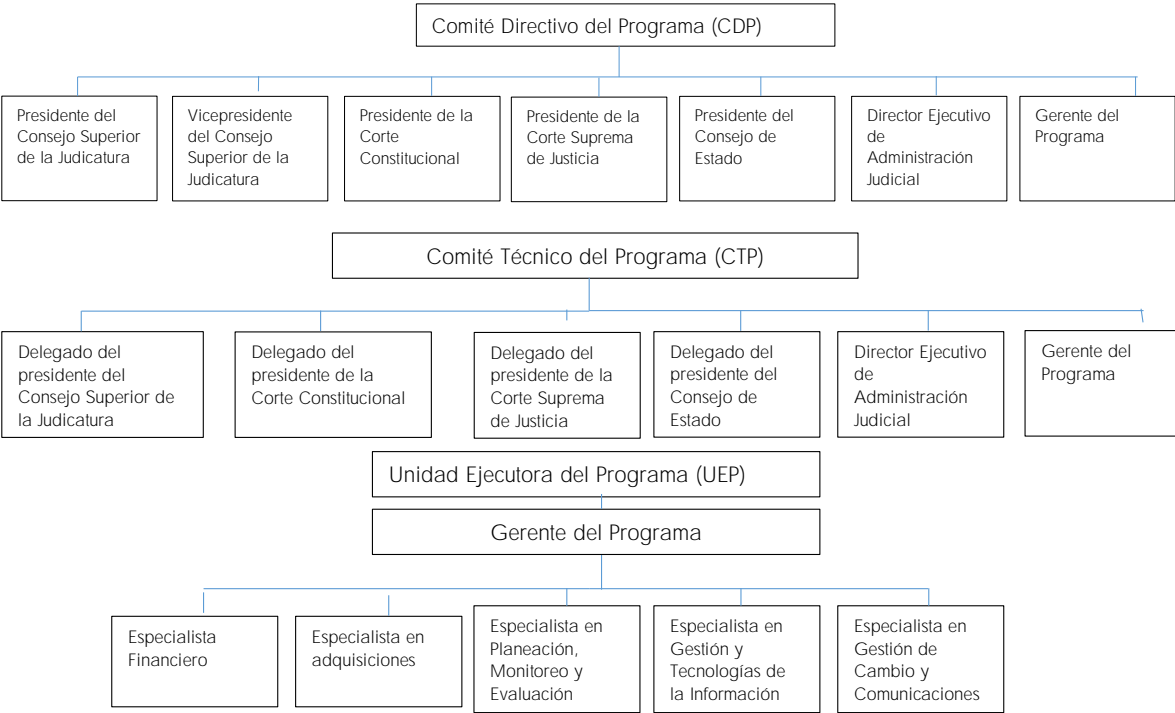 Comité Directivo del Programa (CDP)
Presidente del
Consejo Superior
de la Judicatura
Vicepresidente
del Consejo
Superior de la
Judicatura
Presidente de la
Corte
Constitucional
Presidente de la
Corte Suprema
de Justicia
Presidente del
Consejo de
Estado
Director Ejecutivo
de
Administración
Judicial
Gerente del
Programa
Comité Técnico del Programa (CTP)
Delegado del
presidente del
Consejo Superior de
la Judicatura
Delegado del
presidente de la
Corte Constitucional
Delegado del
presidente de la
Corte Suprema
de Justicia
Delegado del
presidente del
Consejo de
Estado
Director Ejecutivo
de
Administración
Judicial
Gerente del
Programa
Unidad Ejecutora del Programa (UEP)
Gerente del Programa
Especialista
Financiero
Especialista en
adquisiciones
Especialista en
Planeación,
Monitoreo y
Evaluación
Especialista en
Gestión y
Tecnologías de
la Información
Especialista en
Gestión de
Cambio y
Comunicaciones